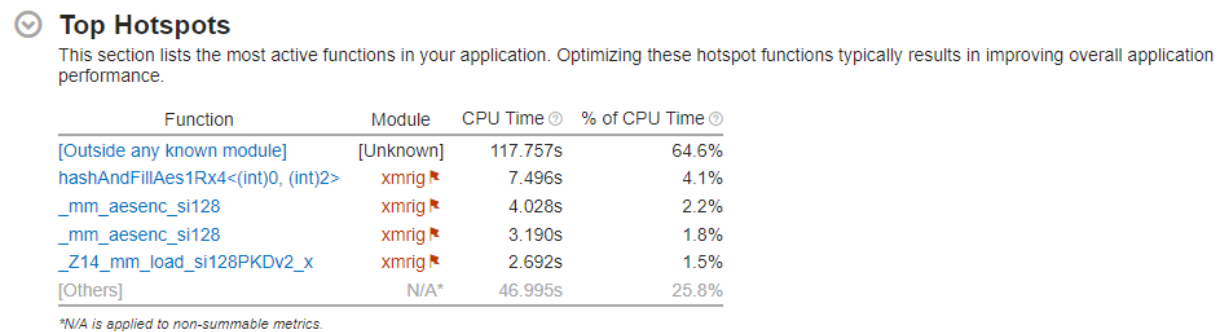 Top Hotspots
This section lists the most active functions in your application. Optimizing these hotspot functions typically results in improving overall application
performance.
Function Module CPU Time ? % of CPU Time ?
[Outside any known module] [Unknown] 117.757s 64.6%
hashAndFillAes1Rx4<(int)0, (int)2> xmrig 7.496s 4.1%
_mm_aesenc_si128 xmrig 4.028s 2.2%
_mm_aesenc_si128 xmrig 3.190s 1.8%
_Z14_mm_load_si128PKDv2_x xmrig 2.692s 1.5%
[Others] N/A* 46.995s 25.8%
*N/A is applied to non-summable metrics.